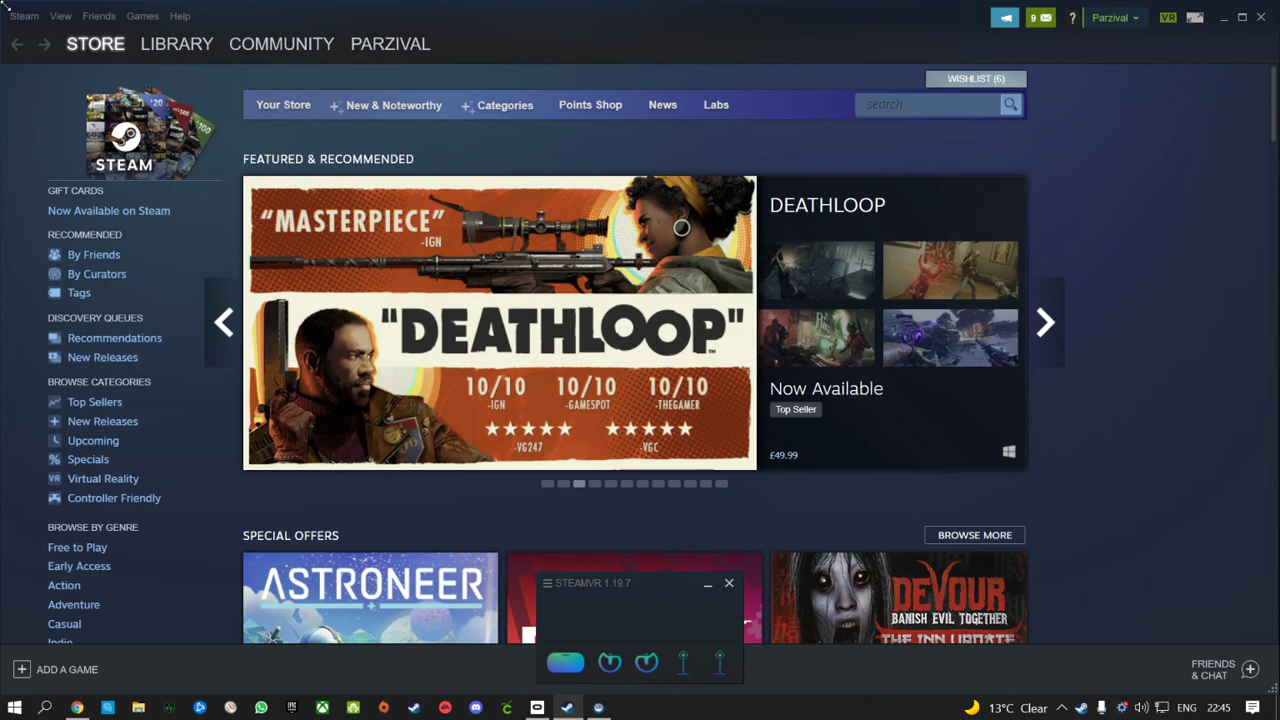 Steam View Friends Games Help
9 ? Parzival VR
STORE LIBRARY COMMUNITY PARZIVAL
WISHLIST (6)
Your Store New & Noteworthy Categories Points Shop News Labs search
£20
£100
STEAM
FEATURED & RECOMMENDED
GIFT CARDS
Now Available on Steam
RECOMMENDED
By Friends
By Curators
Tags
DISCOVERY QUEUES
Recommendations
New Releases
BROWSE CATEGORIES
Top Sellers
New Releases
Upcoming
Specials
VR Virtual Reality
Controller Friendly
BROWSE BY GENRE
Free to Play
Early Access
Action
Adventure
Casual
Indie
"MASTERPIECE"
-IGN
"DEATHLOOP"
10/10 10/10 10/10
-IGN -GAMESPOT -THEGAMER
★★★★★ ★★★★★
-VG247 -VGC
DEATHLOOP
Now Available
Top Seller
£49.99
SPECIAL OFFERS
BROWSE MORE
ASTRONEER
DEVOUR
BANISH EVIL TOGETHER
THE INN UPDATE
STEAMVR 1.19.7
ADD A GAME
FRIENDS
& CHAT
13°C Clear ENG 22:45